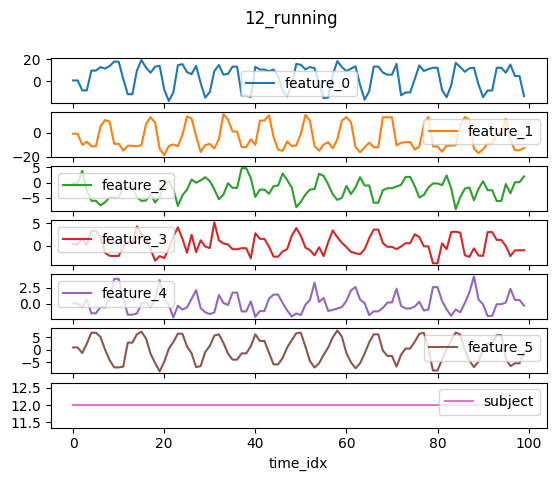 12_running
20
0
feature_0
0
−20
feature_1
5
0
−5
feature_2
5
0
feature_3
2.5
0.0
feature_4
5
0
−5
feature_5
12.5
12.0
11.5
subject
0 20 40 60 80 100
time_idx